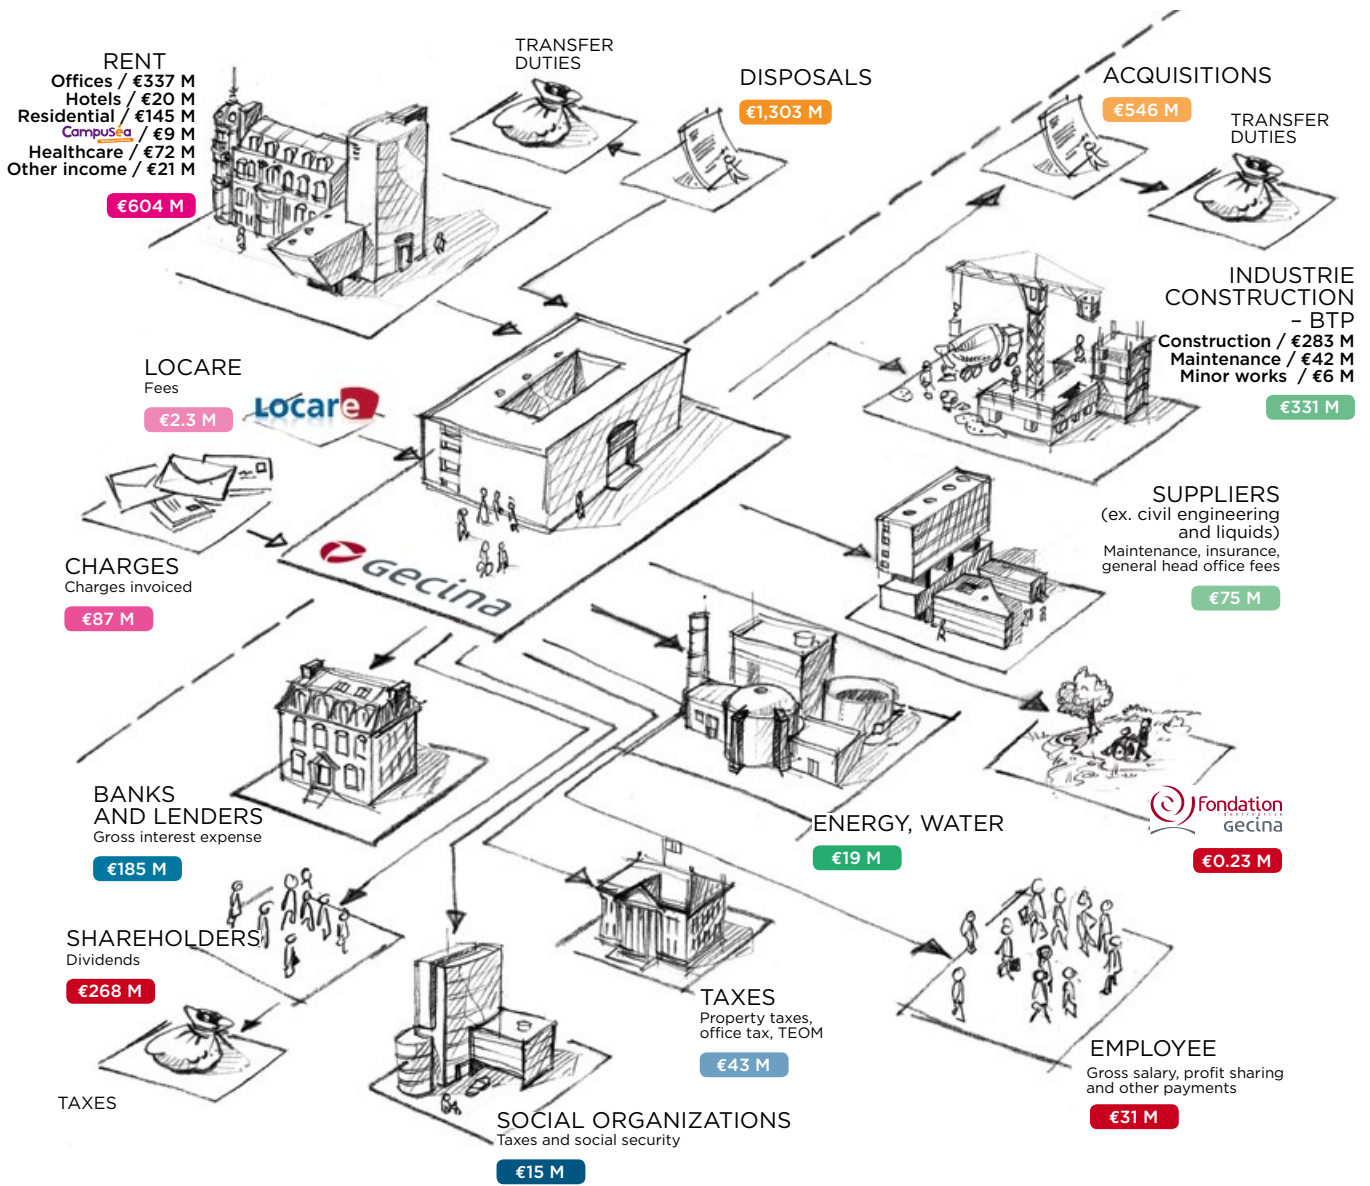 RENT
Offices / €337 M
Hotels / €20 M
Residential / €145 M
Campuséa / €9 M
Healthcare / €72 M
Other income / €21 M
€604 M
TRANSFER
DUTIES
DISPOSALS
€1,303 M
ACQUISITIONS
€546 M
TRANSFER
DUTIES
INDUSTRIE
CONSTRUCTION
– BTP
Construction / €283 M
Maintenance / €42 M
Minor works / €6 M
€331 M
LOCARE
Fees
€2.3 M
Locare
CHARGES
Charges invoiced
€87 M
Gecina
SUPPLIERS
(ex. civil engineering
and liquids)
Maintenance, insurance,
general head office fees
€75 M
BANKS
AND LENDERS
Gross interest expense
€185 M
ENERGY, WATER
€19 M
fondation
d'entreprise
Gecina
€0.23 M
SHAREHOLDERS
Dividends
€268 M
TAXES
TAXES
Property taxes,
office tax, TEOM
€43 M
EMPLOYEE
Gross salary, profit sharing
and other payments
€31 M
SOCIAL ORGANIZATIONS
Taxes and social security
€15 M